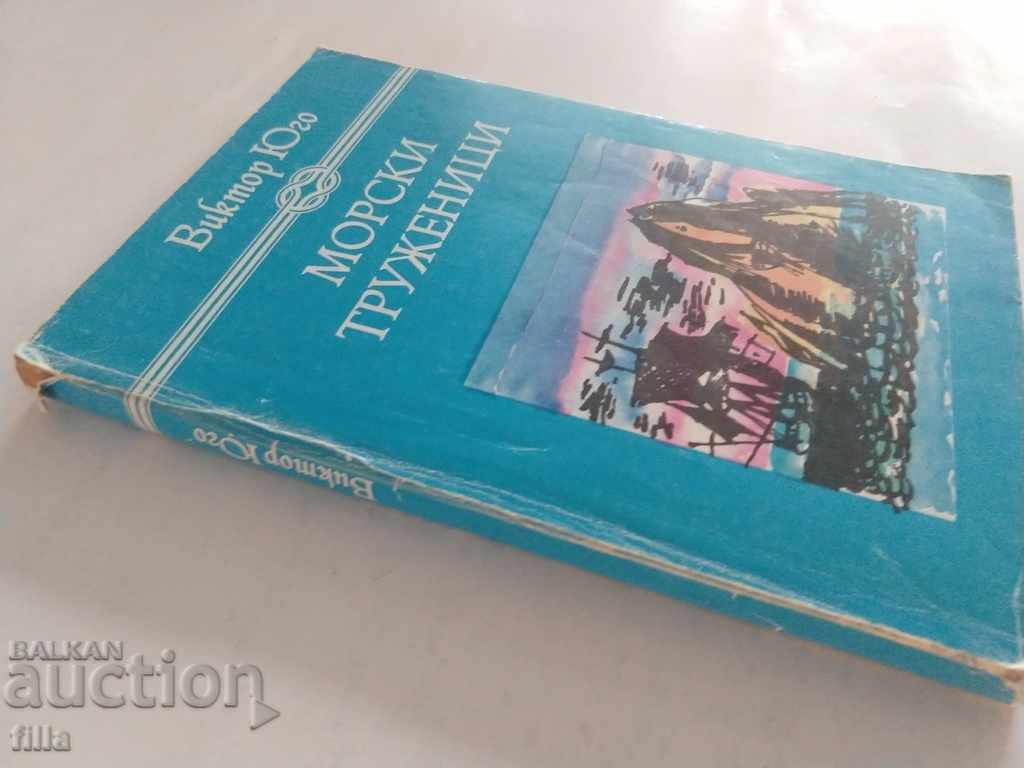 Виктор Юго
МОРСКИ
ТРУЖЕНИЦИ
Виктор Юго
BALKAN
auction
filla